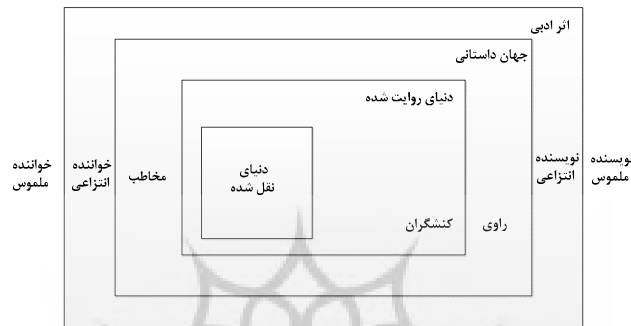 اثر ادبی
جهان داستانی
دنیای روایت شده
نویسنده
ملموس
نویسنده
انتزاعی
راوی
کنشگران
دنیای
نقل شده
مخاطب
خواننده
انتزاعی
خواننده
ملموس